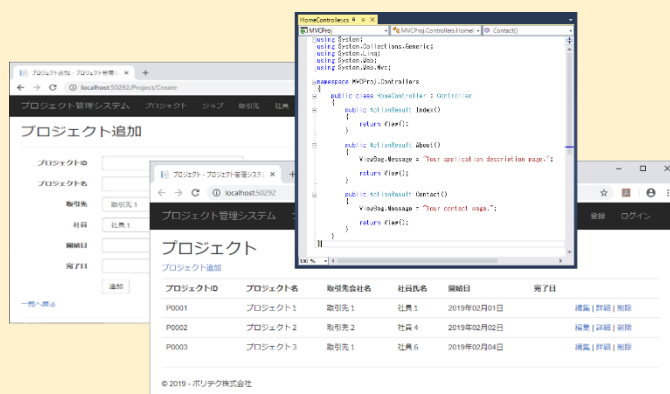 HomeController.cs
MVCProj
MVCProj.Controllers.HomeC
Contact()
using System;
using System.Collections.Generic;
using System.Linq;
using System.Web;
using System.Web.Mvc;
namespace MVCProj.Controllers
{
public class HomeController : Controller
{
public ActionResult Index()
{
return View();
}
public ActionResult About()
{
ViewBag.Message = "Your application description page.";
return View();
}
public ActionResult Contact()
{
ViewBag.Message = "Your contact page.";
return View();
}
}
}
100 %
プロジェクト追加 - プロジェクト管理
localhost:50292/Project/Create
プロジェクト管理システム プロジェクト ジョブ 取引先 社員
プロジェクト追加
プロジェクトID
プロジェクト名
取引先 取引先 1
社員 社員 1
開始日
完了日
追加
一覧へ戻る
プロジェクト - プロジェクト管理システム
localhost:50292
プロジェクト管理システム
登録 ログイン
プロジェクト
プロジェクト追加
プロジェクトID プロジェクト名 取引先会社名 社員氏名 開始日 完了日
P0001 プロジェクト1 取引先 1 社員 1 2019年02月01日 編集 | 詳細 | 削除
P0002 プロジェクト2 取引先 2 社員 4 2019年02月02日 編集 | 詳細 | 削除
P0003 プロジェクト3 取引先 1 社員 6 2019年02月04日 編集 | 詳細 | 削除
© 2019 - ポリテク株式会社